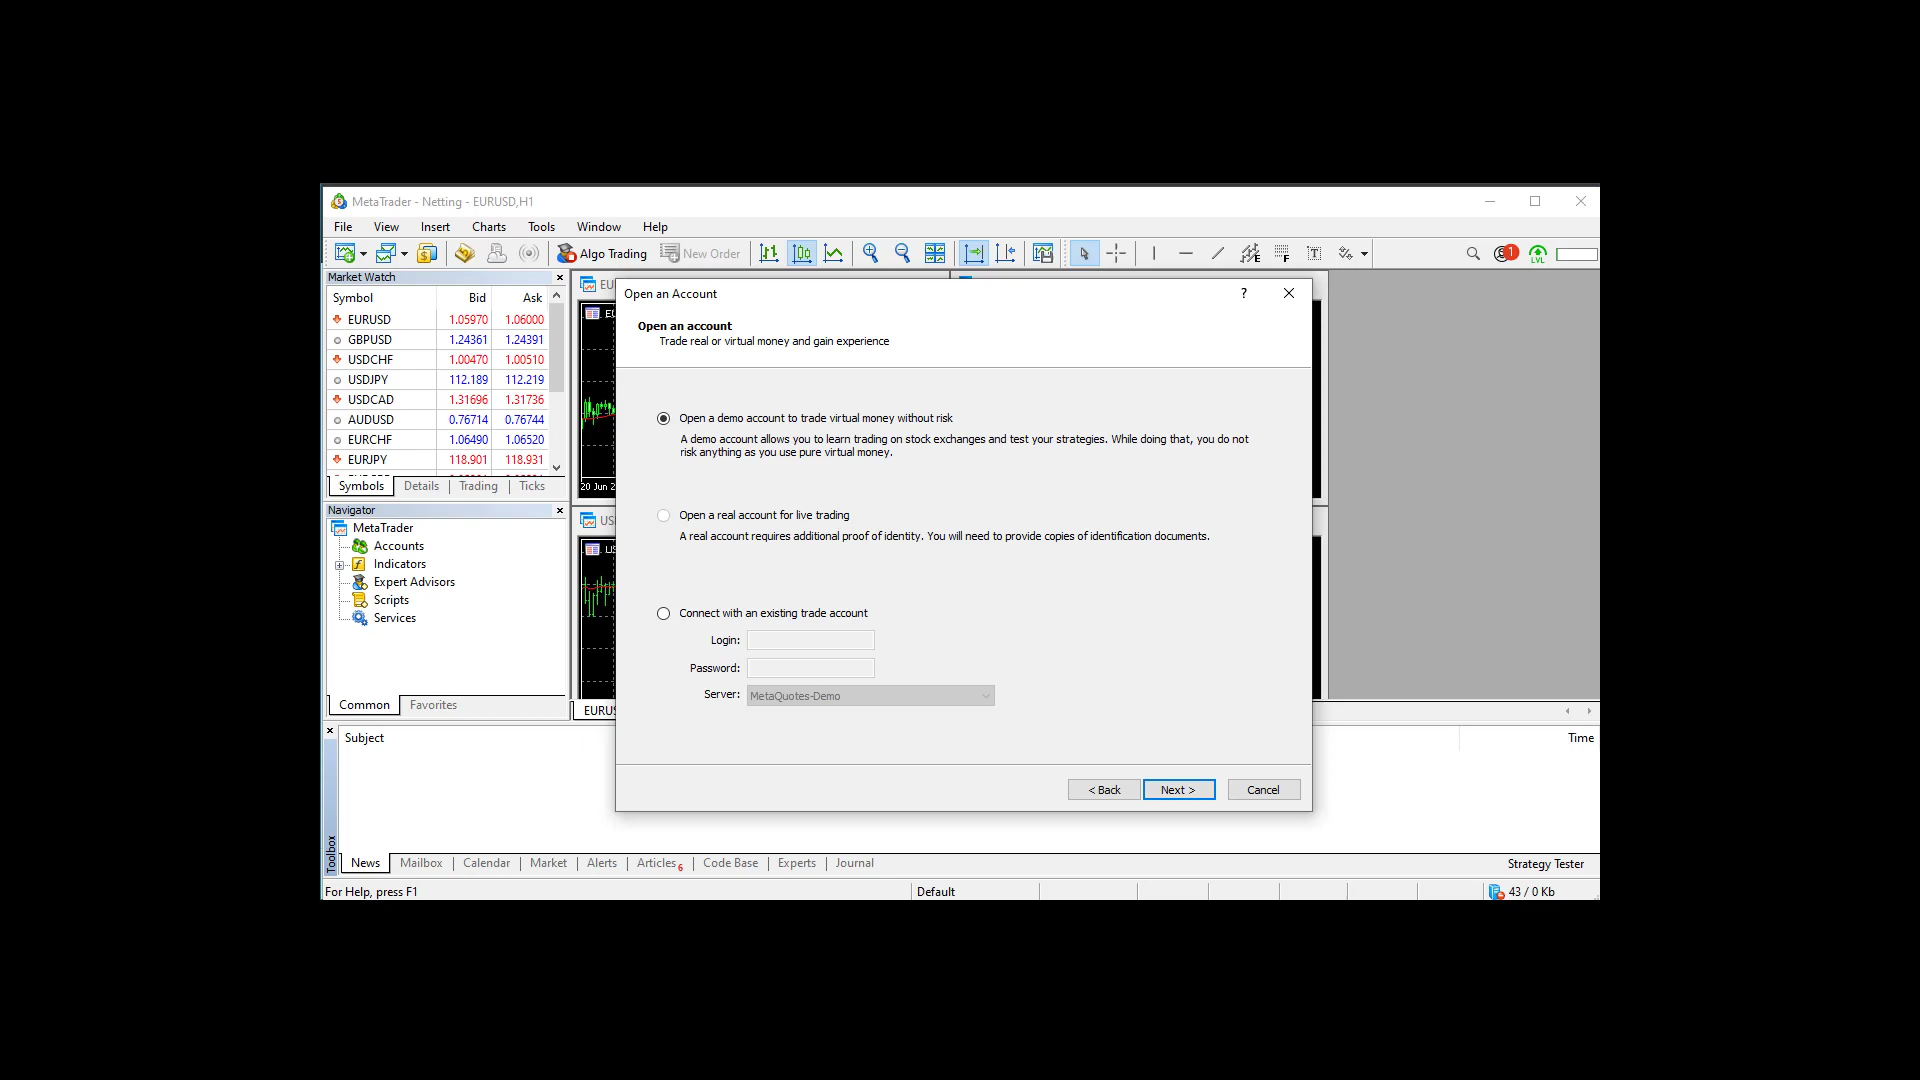 MetaTrader - Netting - EURUSD,H1
File View Insert Charts Tools Window Help
Algo Trading New Order E F T 1 LVL
Market Watch
Symbol Bid Ask
EURUSD 1.05970 1.06000
GBPUSD 1.24361 1.24391
USDCHF 1.00470 1.00510
USDJPY 112.189 112.219
USDCAD 1.31696 1.31736
AUDUSD 0.76714 0.76744
EURCHF 1.06490 1.06520
EURJPY 118.901 118.931
Symbols Details Trading Ticks
Navigator
MetaTrader
Accounts
Indicators
Expert Advisors
Scripts
Services
Common Favorites
20 Jun 2
EURUS
Open an Account ?
Open an account
Trade real or virtual money and gain experience
Open a demo account to trade virtual money without risk
A demo account allows you to learn trading on stock exchanges and test your strategies. While doing that, you do not
risk anything as you use pure virtual money.
Open a real account for live trading
A real account requires additional proof of identity. You will need to provide copies of identification documents.
Connect with an existing trade account
Login:
Password:
Server: MetaQuotes-Demo
< Back Next > Cancel
Toolbox
Subject Time
News Mailbox Calendar Market Alerts Articles 6 Code Base Experts Journal Strategy Tester
For Help, press F1 Default 43 / 0 Kb